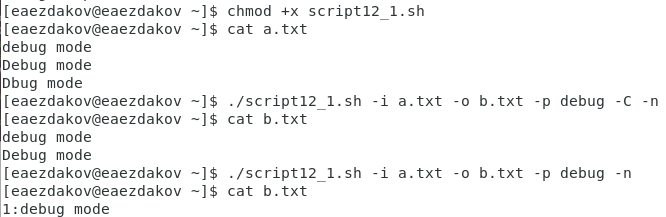 [eaezdakov@eaezdakov ~]$ chmod +x script12_1.sh
[eaezdakov@eaezdakov ~]$ cat a.txt
debug mode
Debug mode
Dbug mode
[eaezdakov@eaezdakov ~]$ ./script12_1.sh -i a.txt -o b.txt -p debug -C -n
[eaezdakov@eaezdakov ~]$ cat b.txt
debug mode
Debug mode
[eaezdakov@eaezdakov ~]$ ./script12_1.sh -i a.txt -o b.txt -p debug -n
[eaezdakov@eaezdakov ~]$ cat b.txt
1:debug mode